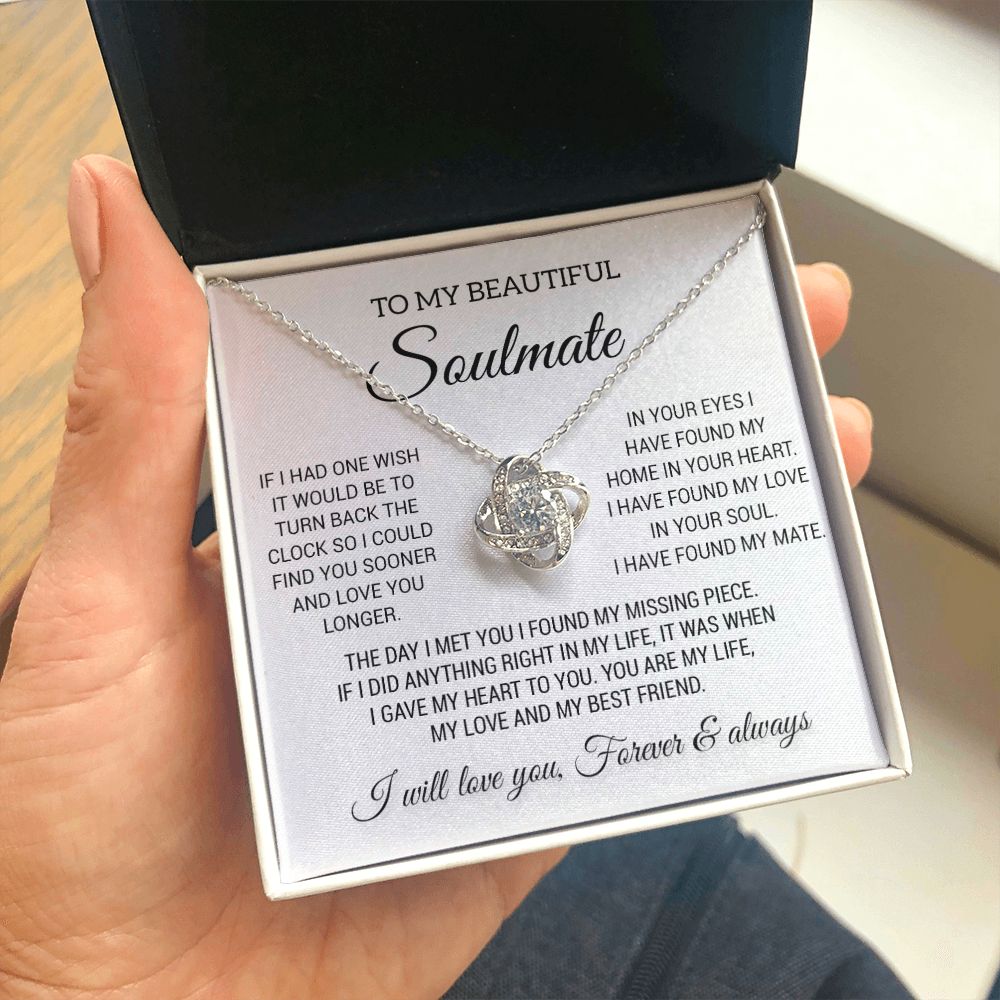 TO MY BEAUTIFUL
Soulmate
IF I HAD ONE WISH
IT WOULD BE TO
TURN BACK THE
CLOCK SO I COULD
FIND YOU SOONER
AND LOVE YOU
LONGER.
IN YOUR EYES I
HAVE FOUND MY
HOME IN YOUR HEART.
I HAVE FOUND MY LOVE
IN YOUR SOUL.
I HAVE FOUND MY MATE.
THE DAY I MET YOU I FOUND MY MISSING PIECE.
IF I DID ANYTHING RIGHT IN MY LIFE, IT WAS WHEN
I GAVE MY HEART TO YOU. YOU ARE MY LIFE,
MY LOVE AND MY BEST FRIEND.
I will love you, Forever & always